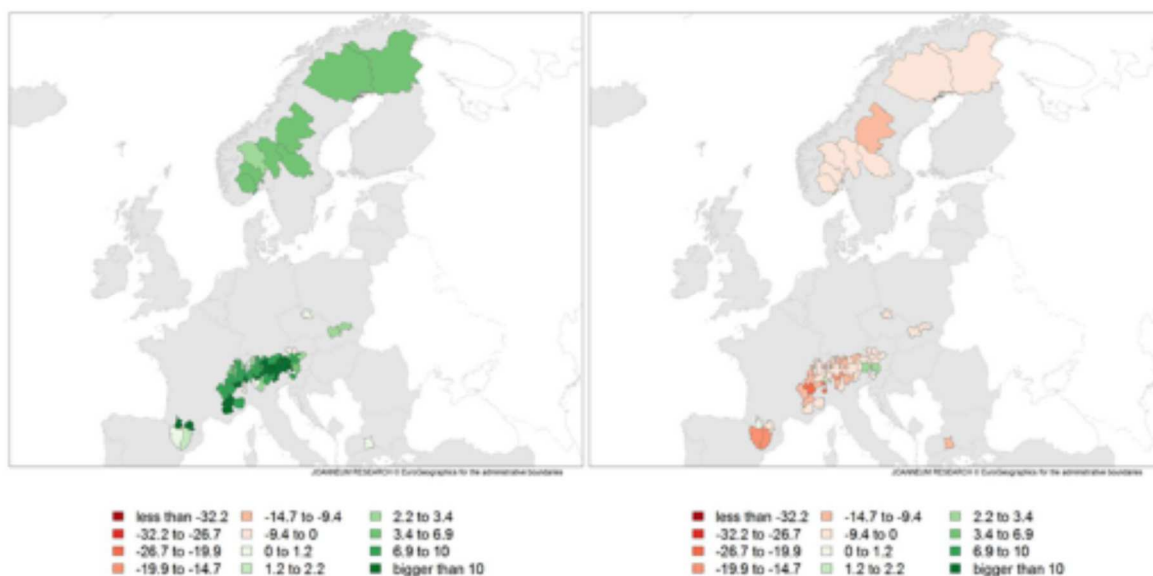 JOANNEUM RESEARCH © EuroGeographics for the administrative boundaries
JOANNEUM RESEARCH © EuroGeographics for the administrative boundaries
less than -32.2 -14.7 to -9.4 2.2 to 3.4
-32.2 to -26.7 -9.4 to 0 3.4 to 6.9
-26.7 to -19.9 0 to 1.2 6.9 to 10
-19.9 to -14.7 1.2 to 2.2 bigger than 10
less than -32.2 -14.7 to -9.4 2.2 to 3.4
-32.2 to -26.7 -9.4 to 0 3.4 to 6.9
-26.7 to -19.9 0 to 1.2 6.9 to 10
-19.9 to -14.7 1.2 to 2.2 bigger than 10